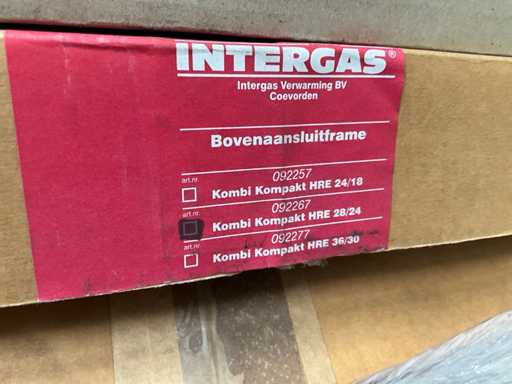 INTERGAS®
Intergas Verwarming BV
Coevorden
Bovenaansluitframe
art.nr. 092257
Kombi Kompakt HRE 24/18
art.nr. 092267
Kombi Kompakt HRE 28/24
art.nr. 092277
Kombi Kompakt HRE 36/30